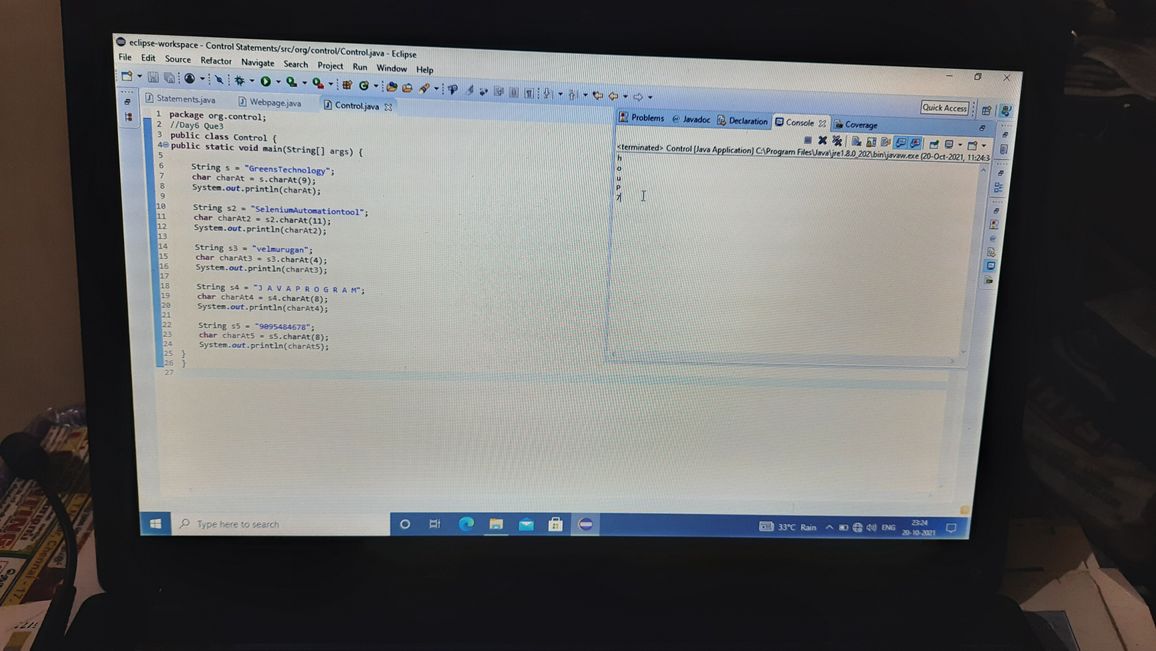 eclipse-workspace - Control Statements/src/org/control/Control.java - Eclipse
File Edit Source Refactor Navigate Search Project Run Window Help
Quick Access
Statements.java Webpage.java Control.java
1 package org.control;
2 //Day6 Que3
3 public class Control {
4 public static void main(String[] args) {
5
6 String s = "GreensTechnology";
7 char charAt = s.charAt(9);
8 System.out.println(charAt);
9
10 String s2 = "SeleniumAutomationtool";
11 char charAt2 = s2.charAt(11);
12 System.out.println(charAt2);
13
14 String s3 = "velmurugan";
15 char charAt3 = s3.charAt(4);
16 System.out.println(charAt3);
17
18 String s4 = "J A V A P R O G R A M";
19 char charAt4 = s4.charAt(8);
20 System.out.println(charAt4);
21
22 String s5 = "9095484678";
23 char charAt5 = s5.charAt(8);
24 System.out.println(charAt5);
25 }
26 }
27
Problems Javadoc Declaration Console Coverage
<terminated> Control [Java Application] C:\Program Files\Java\jre1.8.0_202\bin\javaw.exe (20-Oct-2021, 11:24:3
h
o
u
P
7
Type here to search
33°C Rain ENG
23:24
20-10-2021